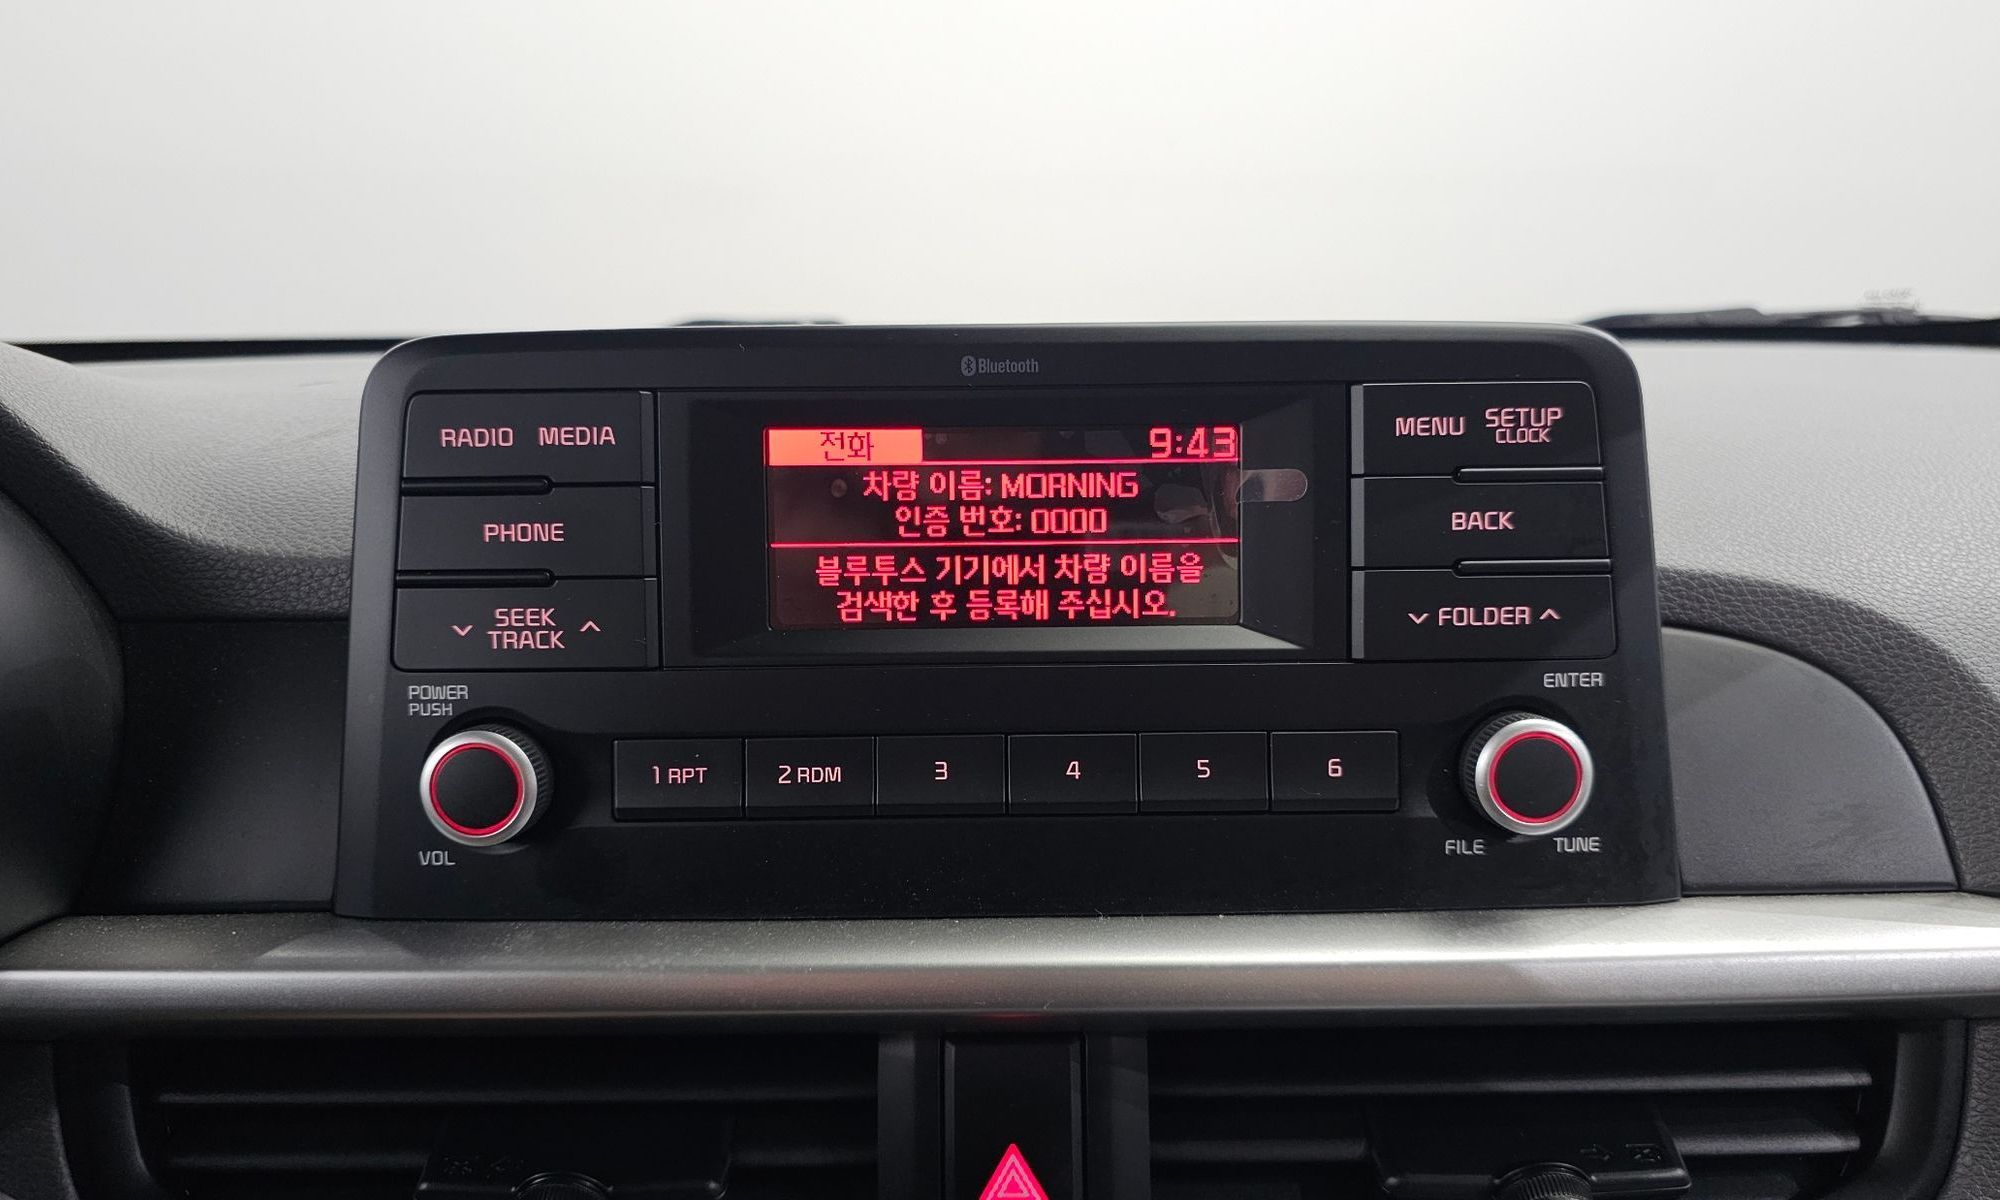 Bluetooth
RADIO MEDIA
PHONE
SEEK
TRACK
전화 9:43
차량 이름: MORNING
인증 번호: 0000
블루투스 기기에서 차량 이름을
검색한 후 등록해 주십시오.
MENU SETUP
CLOCK
BACK
FOLDER
POWER
PUSH
VOL
1 RPT 2 RDM 3 4 5 6
ENTER
FILE TUNE